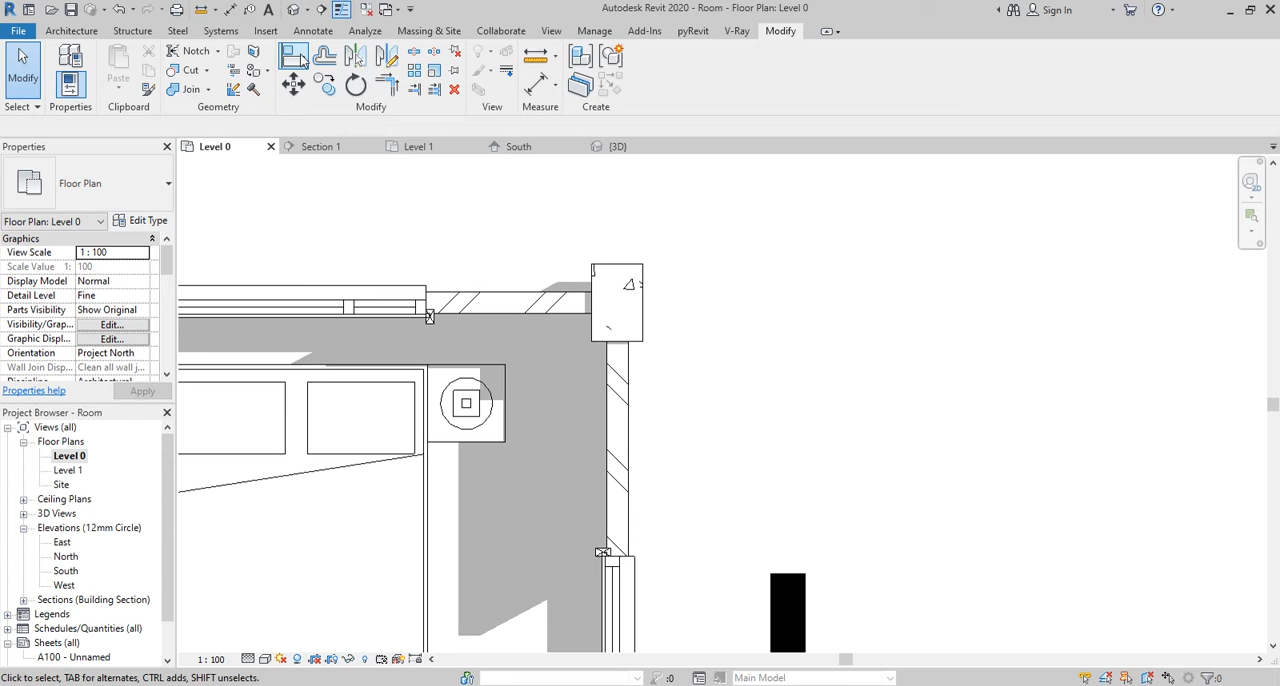 Autodesk Revit 2020 - Room - Floor Plan: Level 0
Sign In
File Architecture Structure Steel Systems Insert Annotate Analyze Massing & Site Collaborate View Manage Add-Ins pyRevit V-Ray Modify
Modify
Paste
Notch
Cut
Join
Select Properties Clipboard Geometry Modify View Measure Create
Properties
Level 0 Section 1 Level 1 South {3D}
Floor Plan
Floor Plan: Level 0 Edit Type
Graphics
View Scale 1 : 100
Scale Value 1: 100
Display Model Normal
Detail Level Fine
Parts Visibility Show Original
Visibility/Grap... Edit...
Graphic Displ... Edit...
Orientation Project North
Wall Join Disp... Clean all wall j...
Properties help Apply
Project Browser - Room
Views (all)
Floor Plans
Level 0
Level 1
Site
Ceiling Plans
3D Views
Elevations (12mm Circle)
East
North
South
West
Sections (Building Section)
Legends
Schedules/Quantities (all)
Sheets (all)
A100 - Unnamed
1 : 100
Click to select, TAB for alternates, CTRL adds, SHIFT unselects.
:0
Main Model
:0
2D